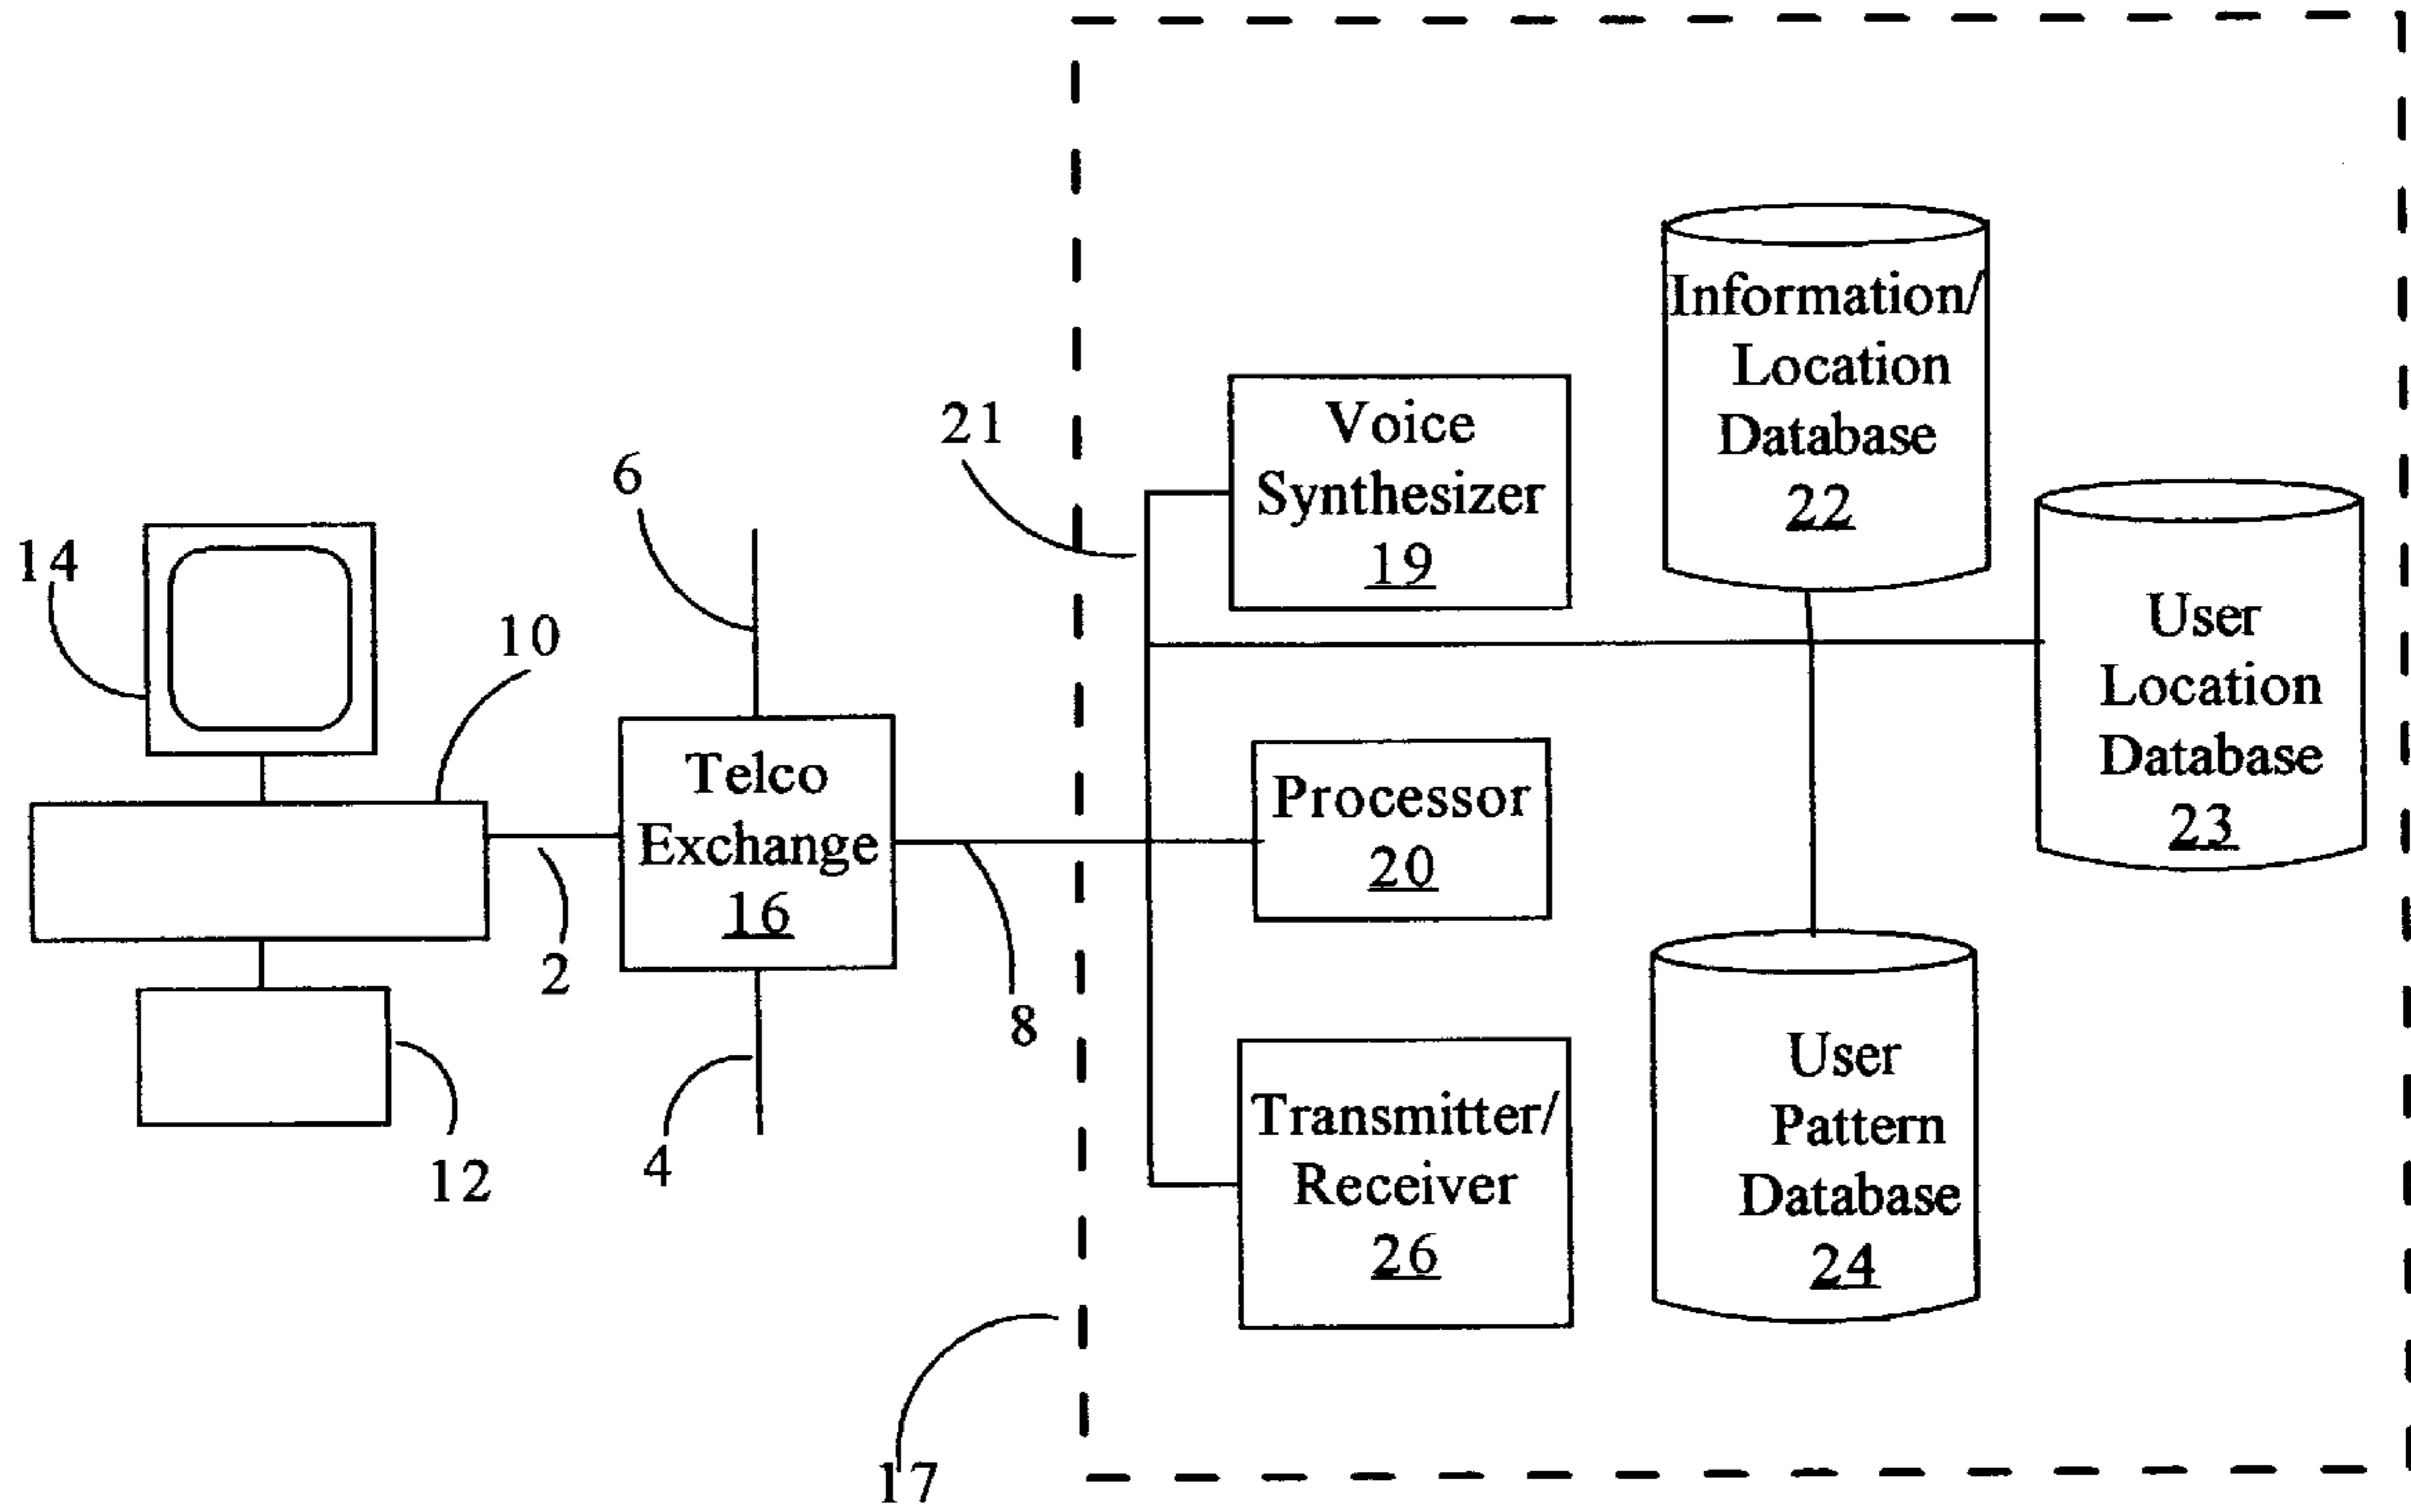 14
10
12
2
6
Telco
Exchange
16
4
8
21
17
Voice
Synthesizer
19
Processor
20
Transmitter/
Receiver
26
Information/
Location
Database
22
User
Location
Database
23
User
Pattern
Database
24